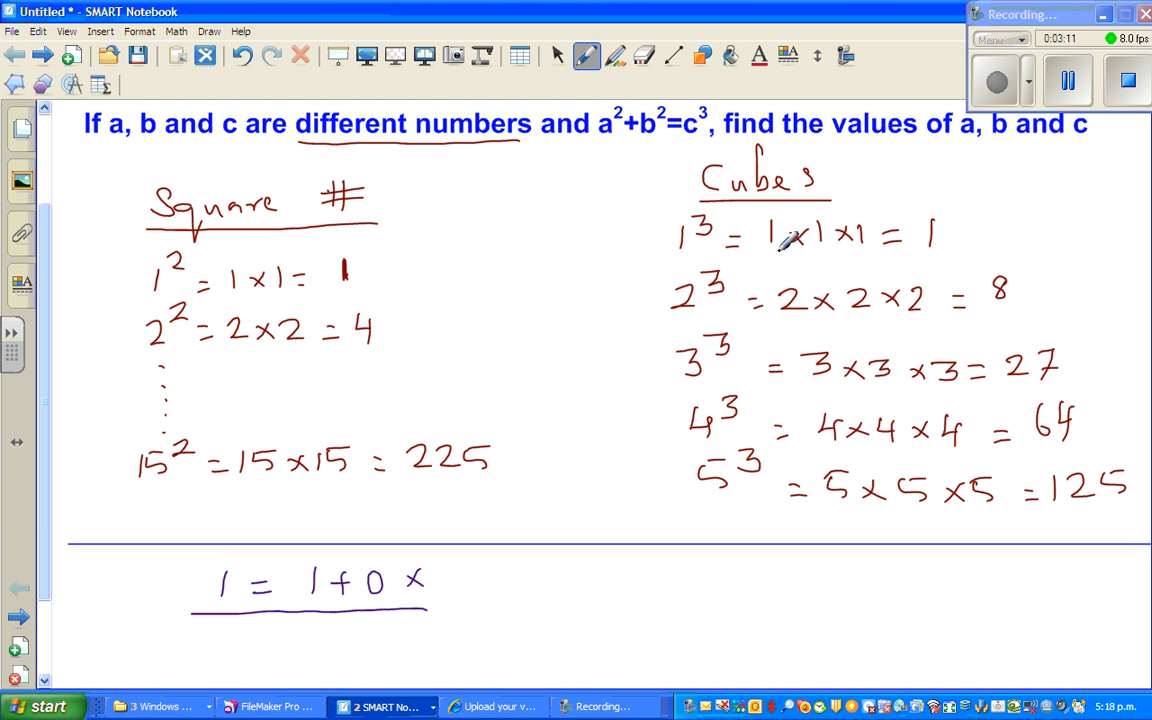 Untitled * - SMART Notebook
Recording...
File Edit View Insert Format Math Draw Help
Menu
0:03:11
8.0 fps
If a, b and c are different numbers and a²+b²=c³, find the values of a, b and c
Square #
Cubes
1² = 1 x 1 = 1
2² = 2 x 2 = 4
15² = 15 x 15 = 225
1³ = 1 x 1 x 1 = 1
2³ = 2 x 2 x 2 = 8
3³ = 3 x 3 x 3 = 27
4³ = 4 x 4 x 4 = 64
5³ = 5 x 5 x 5 = 125
1 = 1 + 0 x
start
3 Windows ...
FileMaker Pro ...
2 SMART No...
Upload your v...
Recording...
5:18 p.m.